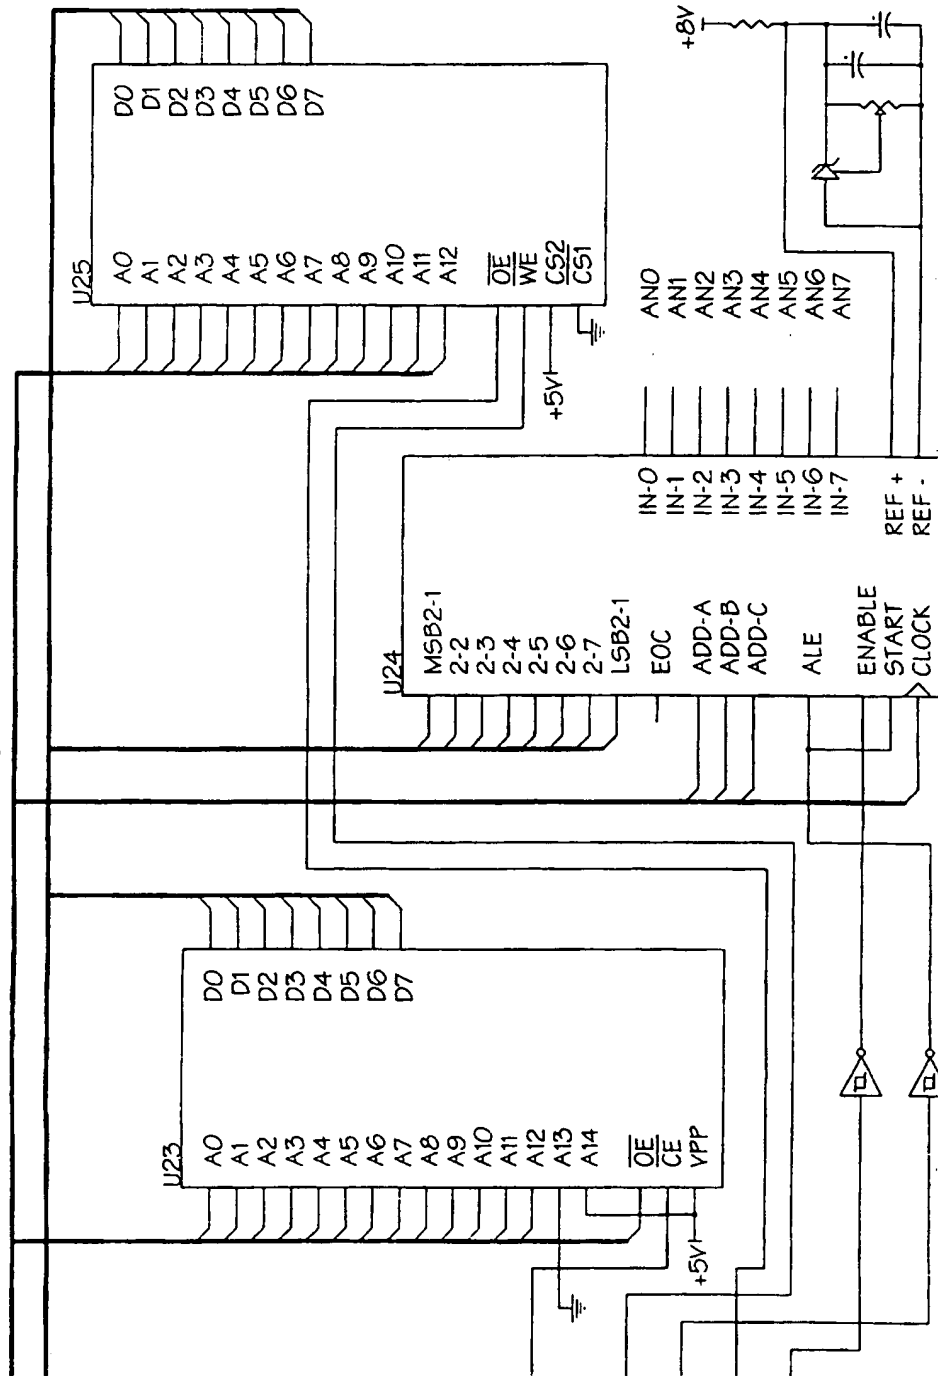 U25
D0
D1
D2
D3
D4
D5
D6
D7
A0
A1
A2
A3
A4
A5
A6
A7
A8
A9
A10
A11
A12
OE
WE
CS2
CS1
+5V
+8V
U24
MSB2-1
2-2
2-3
2-4
2-5
2-6
2-7
LSB2-1
EOC
ADD-A
ADD-B
ADD-C
ALE
ENABLE
START
CLOCK
IN-0
IN-1
IN-2
IN-3
IN-4
IN-5
IN-6
IN-7
REF +
REF -
AN0
AN1
AN2
AN3
AN4
AN5
AN6
AN7
U23
D0
D1
D2
D3
D4
D5
D6
D7
A0
A1
A2
A3
A4
A5
A6
A7
A8
A9
A10
A11
A12
A13
A14
OE
CE
VPP
+5V